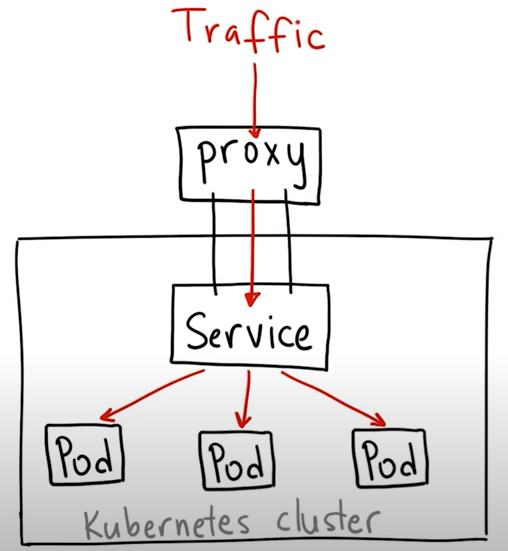 Traffic
proxy
Service
Pod
Pod
Pod
Kubernetes cluster